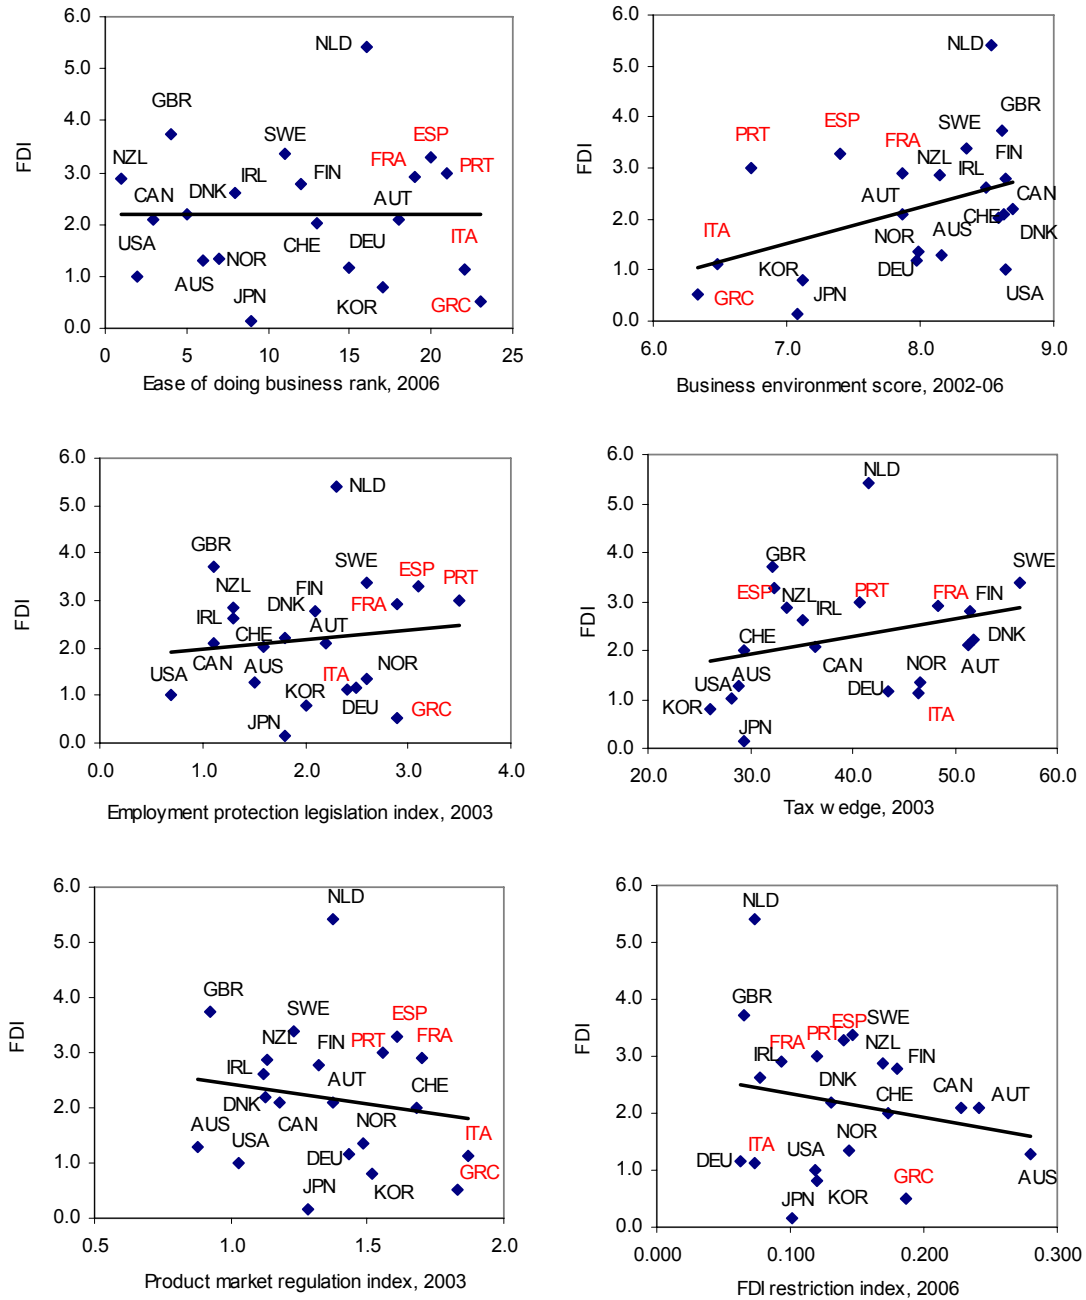 6.0
5.0
4.0
3.0
2.0
1.0
0.0
FDI
NLD
GBR
SWE
ESP
NZL
IRL
FIN
FRA
PRT
CAN
DNK
AUT
USA
CHE
DEU
ITA
AUS
NOR
JPN
KOR
GRC
0 5 10 15 20 25
Ease of doing business rank, 2006
6.0
5.0
4.0
3.0
2.0
1.0
0.0
FDI
NLD
GBR
SWE
ESP
PRT
FRA
NZL
IRL
FIN
AUT
CAN
CHE
ITA
NOR
AUS
DNK
KOR
DEU
GRC
JPN
USA
6.0 7.0 8.0 9.0
Business environment score, 2002-06
6.0
5.0
4.0
3.0
2.0
1.0
0.0
FDI
NLD
GBR
SWE
ESP
PRT
NZL
FIN
FRA
IRL
DNK
AUT
CHE
CAN
USA
AUS
ITA
NOR
KOR
DEU
GRC
JPN
0.0 1.0 2.0 3.0 4.0
Employment protection legislation index, 2003
6.0
5.0
4.0
3.0
2.0
1.0
0.0
FDI
NLD
GBR
SWE
ESP
NZL
PRT
FRA
FIN
IRL
CHE
DNK
CAN
NOR
AUT
USA
AUS
DEU
KOR
ITA
JPN
20.0 30.0 40.0 50.0 60.0
Tax wedge, 2003
6.0
5.0
4.0
3.0
2.0
1.0
0.0
FDI
NLD
GBR
SWE
ESP
NZL
FIN
PRT
FRA
IRL
AUT
CHE
DNK
CAN
AUS
USA
NOR
ITA
DEU
GRC
JPN
KOR
0.5 1.0 1.5 2.0
Product market regulation index, 2003
6.0
5.0
4.0
3.0
2.0
1.0
0.0
FDI
NLD
GBR
ESP
SWE
PRT
FRA
IRL
NZL
FIN
DNK
CHE
CAN
AUT
NOR
DEU
ITA
USA
GRC
AUS
JPN
KOR
0.000 0.100 0.200 0.300
FDI restriction index, 2006